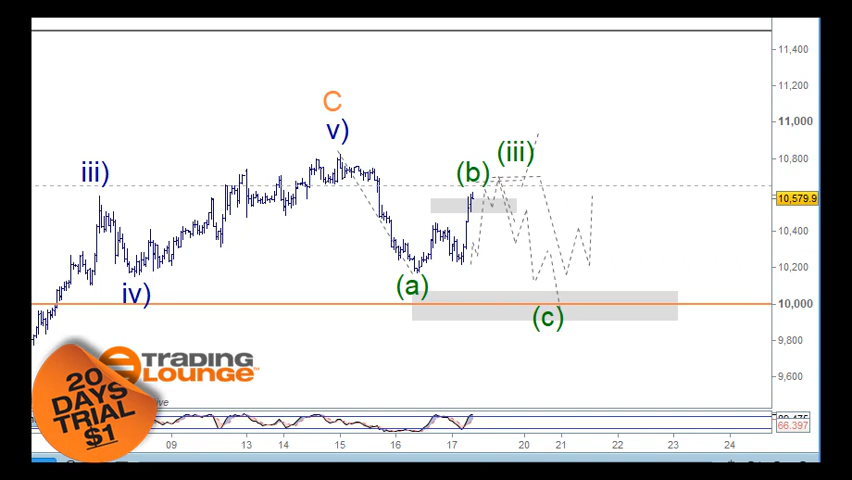 11,400
11,200
C
11,000
v)
10,800
iii)
(b)
(iii)
10,579.9
10,400
(a)
10,200
iv)
10,000
(c)
9,800
TRADING
LOUNGE™
9,600
20
DAYS
TRIAL
$1
66.397
09
13
14
15
16
17
20
21
22
23
24